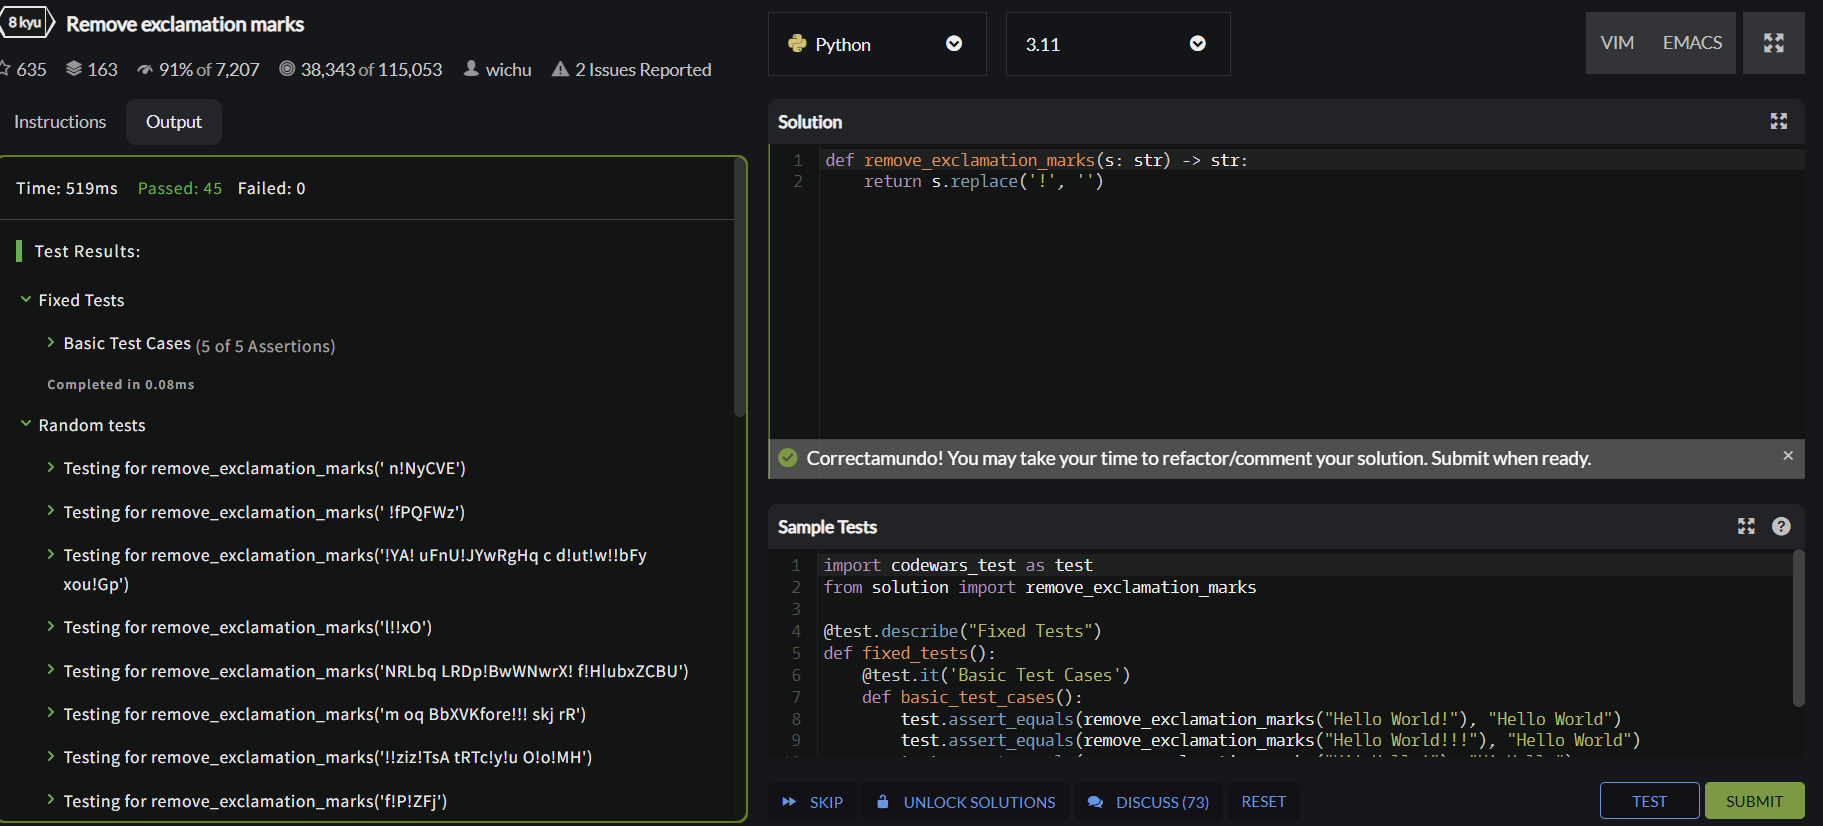 8 kyu Remove exclamation marks
635 163 91% of 7,207 38,343 of 115,053 wichu 2 Issues Reported
Instructions Output
Time: 519ms Passed: 45 Failed: 0
Test Results:
Fixed Tests
Basic Test Cases (5 of 5 Assertions)
Completed in 0.08ms
Random tests
Testing for remove_exclamation_marks(' n!NyCVE')
Testing for remove_exclamation_marks(' !fPQFWz')
Testing for remove_exclamation_marks('!YA! uFnU!JYwRgHq c d!ut!w!!bFy
xou!Gp')
Testing for remove_exclamation_marks('l!!xO')
Testing for remove_exclamation_marks('NRLbq LRDp!BwWNwrX! f!HlubxZCBU')
Testing for remove_exclamation_marks('m oq BbXVKfore!!! skj rR')
Testing for remove_exclamation_marks('!!ziz!TsA tRTc!y!u O!o!MH')
Testing for remove_exclamation_marks('f!P!ZFj')
Python 3.11 VIM EMACS
Solution
1 def remove_exclamation_marks(s: str) -> str:
2     return s.replace('!', '')
Correctamundo! You may take your time to refactor/comment your solution. Submit when ready. ×
Sample Tests ?
1 import codewars_test as test
2 from solution import remove_exclamation_marks
3
4 @test.describe("Fixed Tests")
5 def fixed_tests():
6     @test.it('Basic Test Cases')
7     def basic_test_cases():
8         test.assert_equals(remove_exclamation_marks("Hello World!"), "Hello World")
9         test.assert_equals(remove_exclamation_marks("Hello World!!!"), "Hello World")
SKIP UNLOCK SOLUTIONS DISCUSS (73) RESET TEST SUBMIT